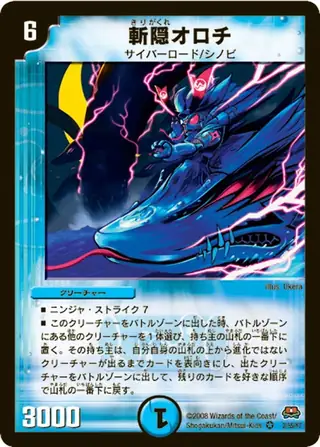 6
きりがくれ
斬隠オロチ
サイバーロード/シノビ
illus. Ukera
クリーチャー
■ ニンジャ・ストライク 7
■ このクリーチャーをバトルゾーンに出した時、バトルゾーン
にある他のクリーチャーを1体選び、持ち主の山札の一番下に
置く。その持ち主は、自分自身の山札の上から進化ではない
クリーチャーが出るまでカードを表向きにし、出たクリ
ーチャーをバトルゾーンに出す。その後、
互いに好きな順序
で山札の一番下に戻す。
3000
1
©2008 Wizards of the Coast/
Shogakukan/Mitsui-Kids